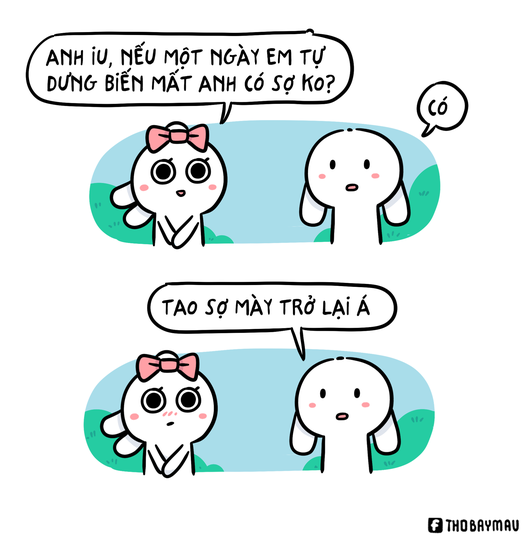 ANH IU, NẾU MỘT NGÀY EM TỰ
DƯNG BIẾN MẤT ANH CÓ SỢ KO?
CÓ
TAO SỢ MÀY TRỞ LẠI Á
THOBAYMAU